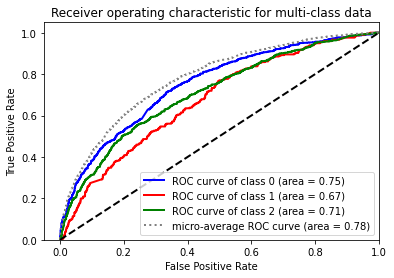 Receiver operating characteristic for multi-class data
True Positive Rate
1.0
0.8
0.6
0.4
0.2
0.0
ROC curve of class 0 (area = 0.75)
ROC curve of class 1 (area = 0.67)
ROC curve of class 2 (area = 0.71)
micro-average ROC curve (area = 0.78)
0.0 0.2 0.4 0.6 0.8 1.0
False Positive Rate